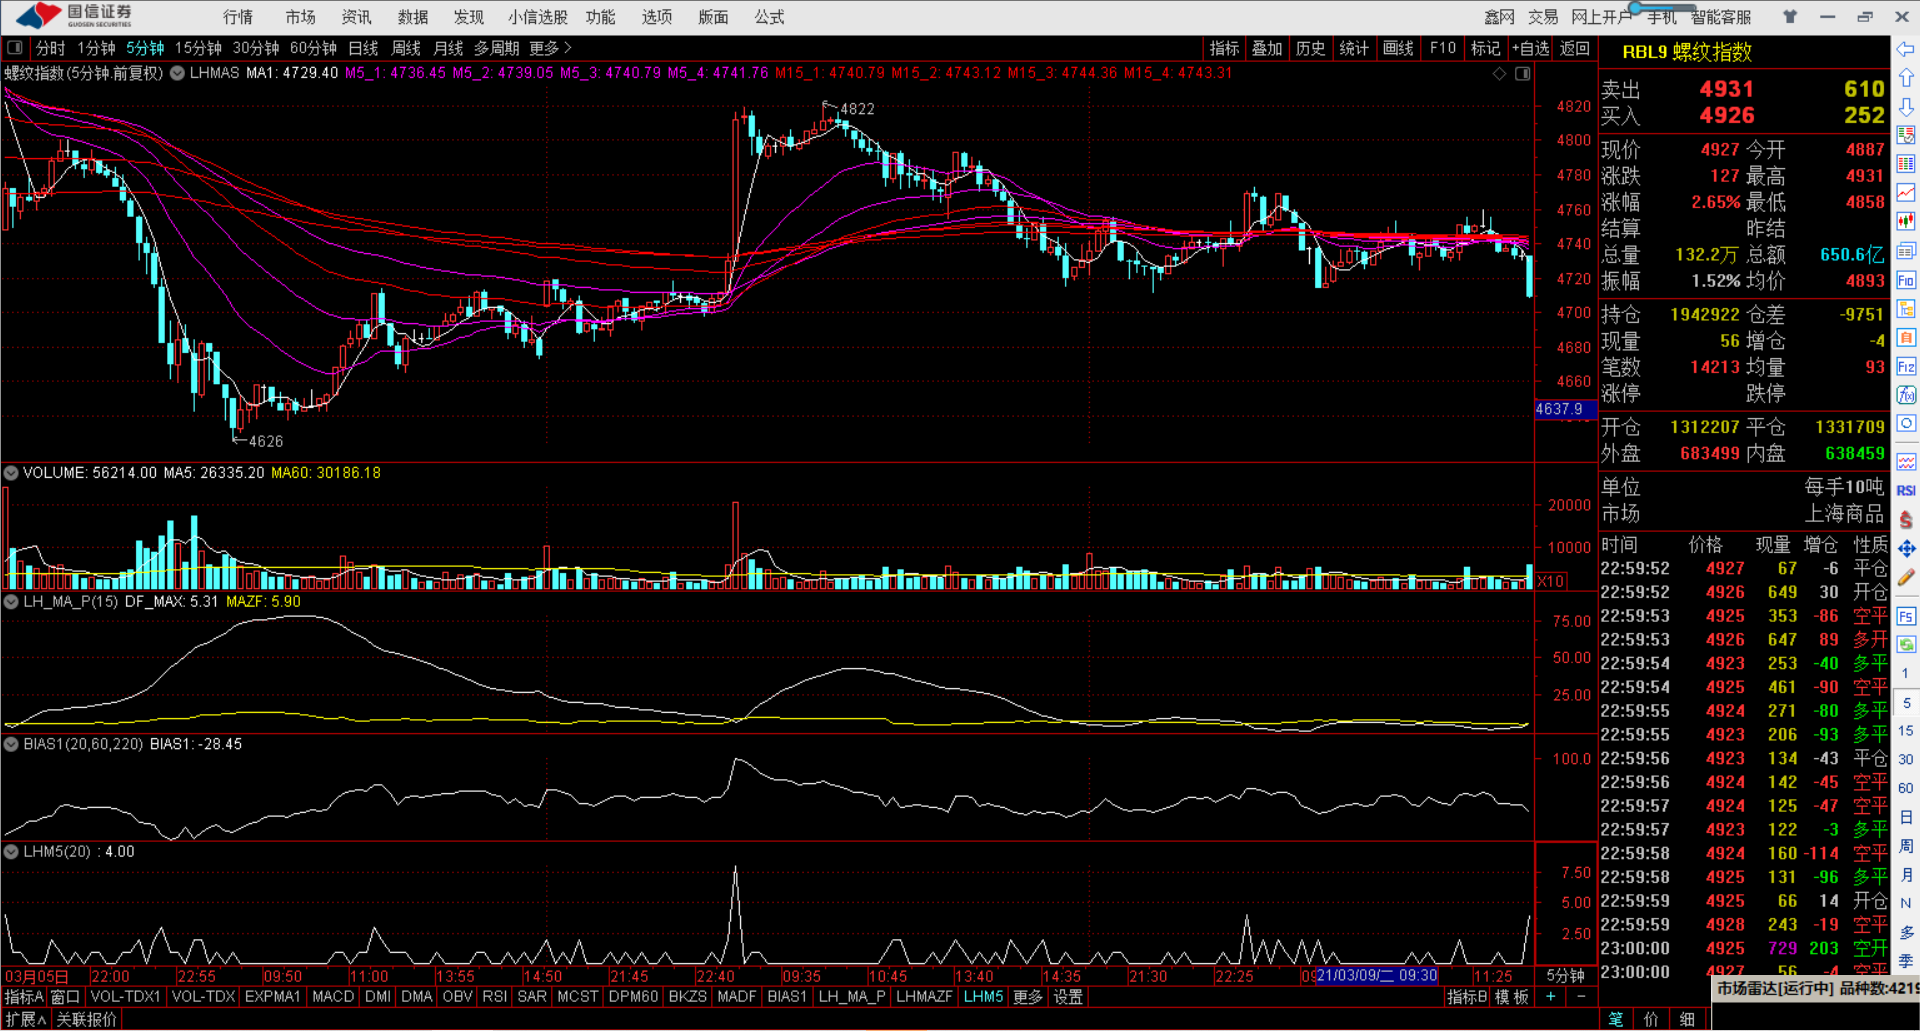 国信证券 GUOSEN SECURITIES 行情 市场 资讯 数据 发现 小信选股 功能 选项 版面 公式 鑫网 交易 网上开户 手机 智能客服
分时 1分钟 5分钟 15分钟 30分钟 60分钟 日线 周线 月线 多周期 更多 指标 叠加 历史 统计 画线 F10 标记 +自选 返回
螺纹指数(5分钟.前复权) LHMAS MA1: 4729.40 M5_1: 4736.45 M5_2: 4739.05 M5_3: 4740.79 M5_4: 4741.76 M15_1: 4740.79 M15_2: 4743.12 M15_3: 4744.36 M15_4: 4743.31
4822
4626
4820
4800
4780
4760
4740
4720
4700
4680
4660
4637.9
VOLUME: 56214.00 MA5: 26335.20 MA60: 30186.18
20000
10000
X10
LH_MA_P(15) DF_MAX: 5.31 MAZF: 5.90
75.00
50.00
25.00
BIAS1(20,60,220) BIAS1: -28.45
100.0
LHM5(20) : 4.00
7.50
5.00
2.50
03月05日 22:00 22:55 09:50 11:00 13:55 14:50 21:45 22:40 09:35 10:45 13:40 14:35 21:30 22:25 21/03/09/二 09:30 11:25 5分钟
指标A 窗口 VOL-TDX1 VOL-TDX EXPMA1 MACD DMI DMA OBV RSI SAR MCST DPM60 BKZS MADF BIAS1 LH_MA_P LHMAZF LHM5 更多 设置 指标B 模板 + -
扩展∧ 关联报价
RBL9 螺纹指数
卖出 4931 610
买入 4926 252
现价 4927 今开 4887
涨跌 127 最高 4931
涨幅 2.65% 最低 4858
结算 昨结
总量 132.2万 总额 650.6亿
振幅 1.52% 均价 4893
持仓 1942922 仓差 -9751
现量 56 增仓 -4
笔数 14213 均量 93
涨停 跌停
开仓 1312207 平仓 1331709
外盘 683499 内盘 638459
单位 每手10吨
市场 上海商品
时间 价格 现量 增仓 性质
22:59:52 4927 67 -6 平仓
22:59:52 4926 649 30 开仓
22:59:53 4925 353 -86 空平
22:59:53 4926 647 89 多开
22:59:54 4923 253 -40 多平
22:59:54 4925 461 -90 空平
22:59:55 4924 271 -80 多平
22:59:55 4923 206 -93 多平
22:59:56 4923 134 -43 平仓
22:59:56 4924 142 -45 空平
22:59:57 4924 125 -47 空平
22:59:57 4923 122 -3 多平
22:59:58 4924 160 -114 空平
22:59:58 4925 131 -96 多平
22:59:59 4925 66 14 开仓
22:59:59 4928 243 -19 空平
23:00:00 4925 729 203 空开
23:00:00 4927 56 -4 空平
市场雷达[运行中] 品种数:4219
笔 价 细
F10
自
F12
f(x)
RSI
$
F5
1
5
15
30
60
日
周
月
N
多
季